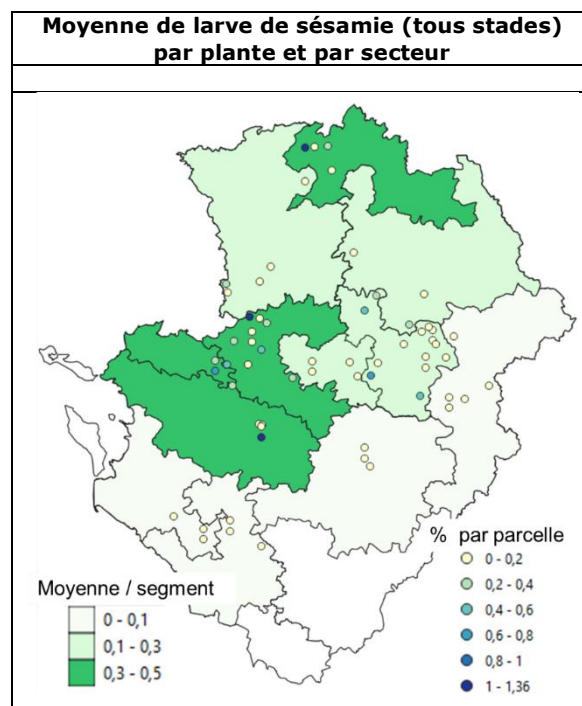 Moyenne de larve de sésamie (tous stades)
par plante et par secteur
% par parcelle
0 - 0,2
0,2 - 0,4
0,4 - 0,6
0,6 - 0,8
0,8 - 1
1 - 1,36
Moyenne / segment
0 - 0,1
0,1 - 0,3
0,3 - 0,5